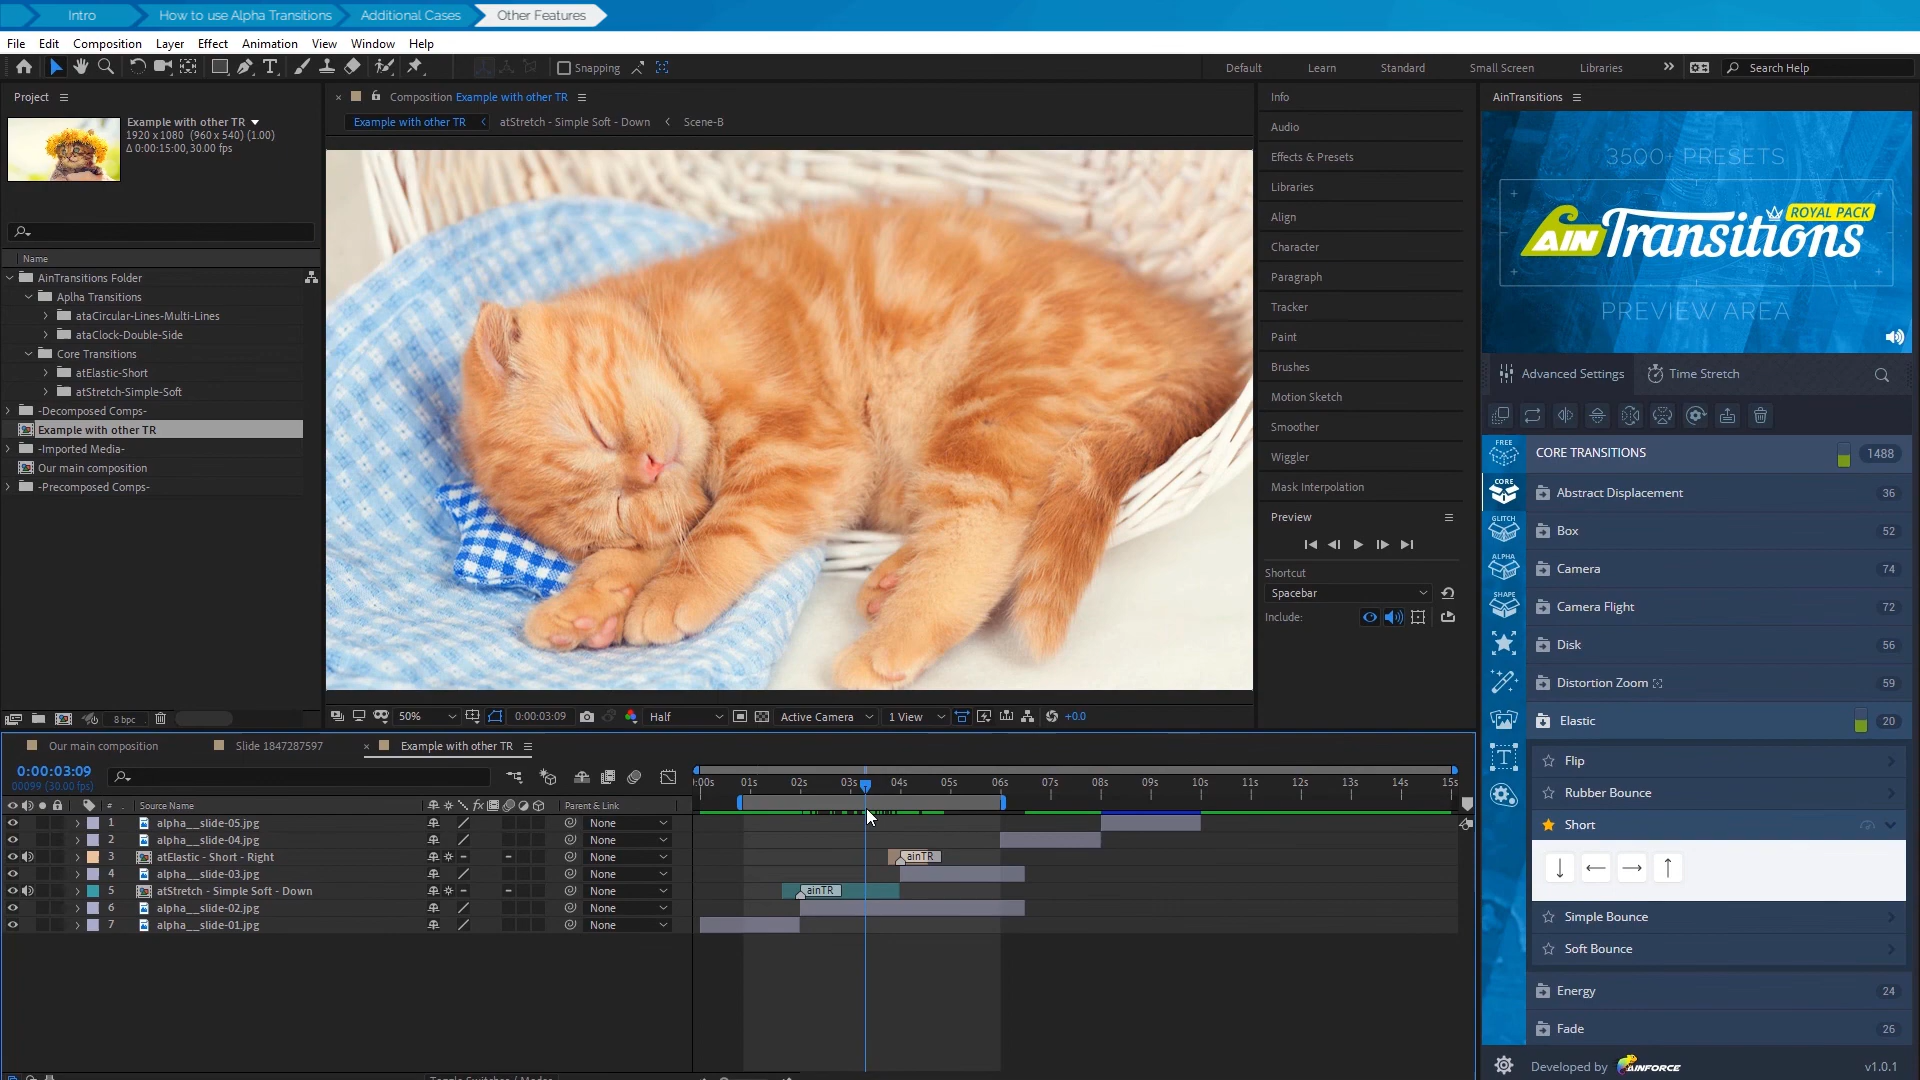 Intro How to use Alpha Transitions Additional Cases Other Features
File Edit Composition Layer Effect Animation View Window Help
Snapping Default Learn Standard Small Screen Libraries Search Help
Project
Example with other TR
1920 x 1080 (960 x 540) (1.00)
Δ 0:00:15:00, 30.00 fps
Name
AinTransitions Folder
Aplha Transitions
ataCircular-Lines-Multi-Lines
ataClock-Double-Side
Core Transitions
atElastic-Short
atStretch-Simple-Soft
-Decomposed Comps-
Example with other TR
-Imported Media-
Our main composition
-Precomposed Comps-
8 bpc
Composition Example with other TR
Example with other TR atStretch - Simple Soft - Down Scene-B
50% 0:00:03:09 Half Active Camera 1 View +0.0
Info
Audio
Effects & Presets
Libraries
Align
Character
Paragraph
Tracker
Paint
Brushes
Motion Sketch
Smoother
Wiggler
Mask Interpolation
Preview
Shortcut
Spacebar
Include:
AinTransitions
3500+ PRESETS
ROYAL PACK
AIN Transitions
PREVIEW AREA
Advanced Settings Time Stretch
FREE
CORE
GLITCH
ALPHA
SHAPE
CORE TRANSITIONS 1488
Abstract Displacement 36
Box 52
Camera 74
Camera Flight 72
Disk 56
Distortion Zoom 59
Elastic 20
Flip
Rubber Bounce
Short
Simple Bounce
Soft Bounce
Energy 24
Fade 26
Developed by AINFORCE v1.0.1
Our main composition Slide 1847287597 Example with other TR
0:00:03:09
00099 (30.00 fps)
:00s 01s 02s 03s 04s 05s 06s 07s 08s 09s 10s 11s 12s 13s 14s 15s
# Source Name fx Parent & Link
1 alpha__slide-05.jpg None
2 alpha__slide-04.jpg None
3 atElastic - Short - Right None ainTR
4 alpha__slide-03.jpg None
5 atStretch - Simple Soft - Down None ainTR
6 alpha__slide-02.jpg None
7 alpha__slide-01.jpg None